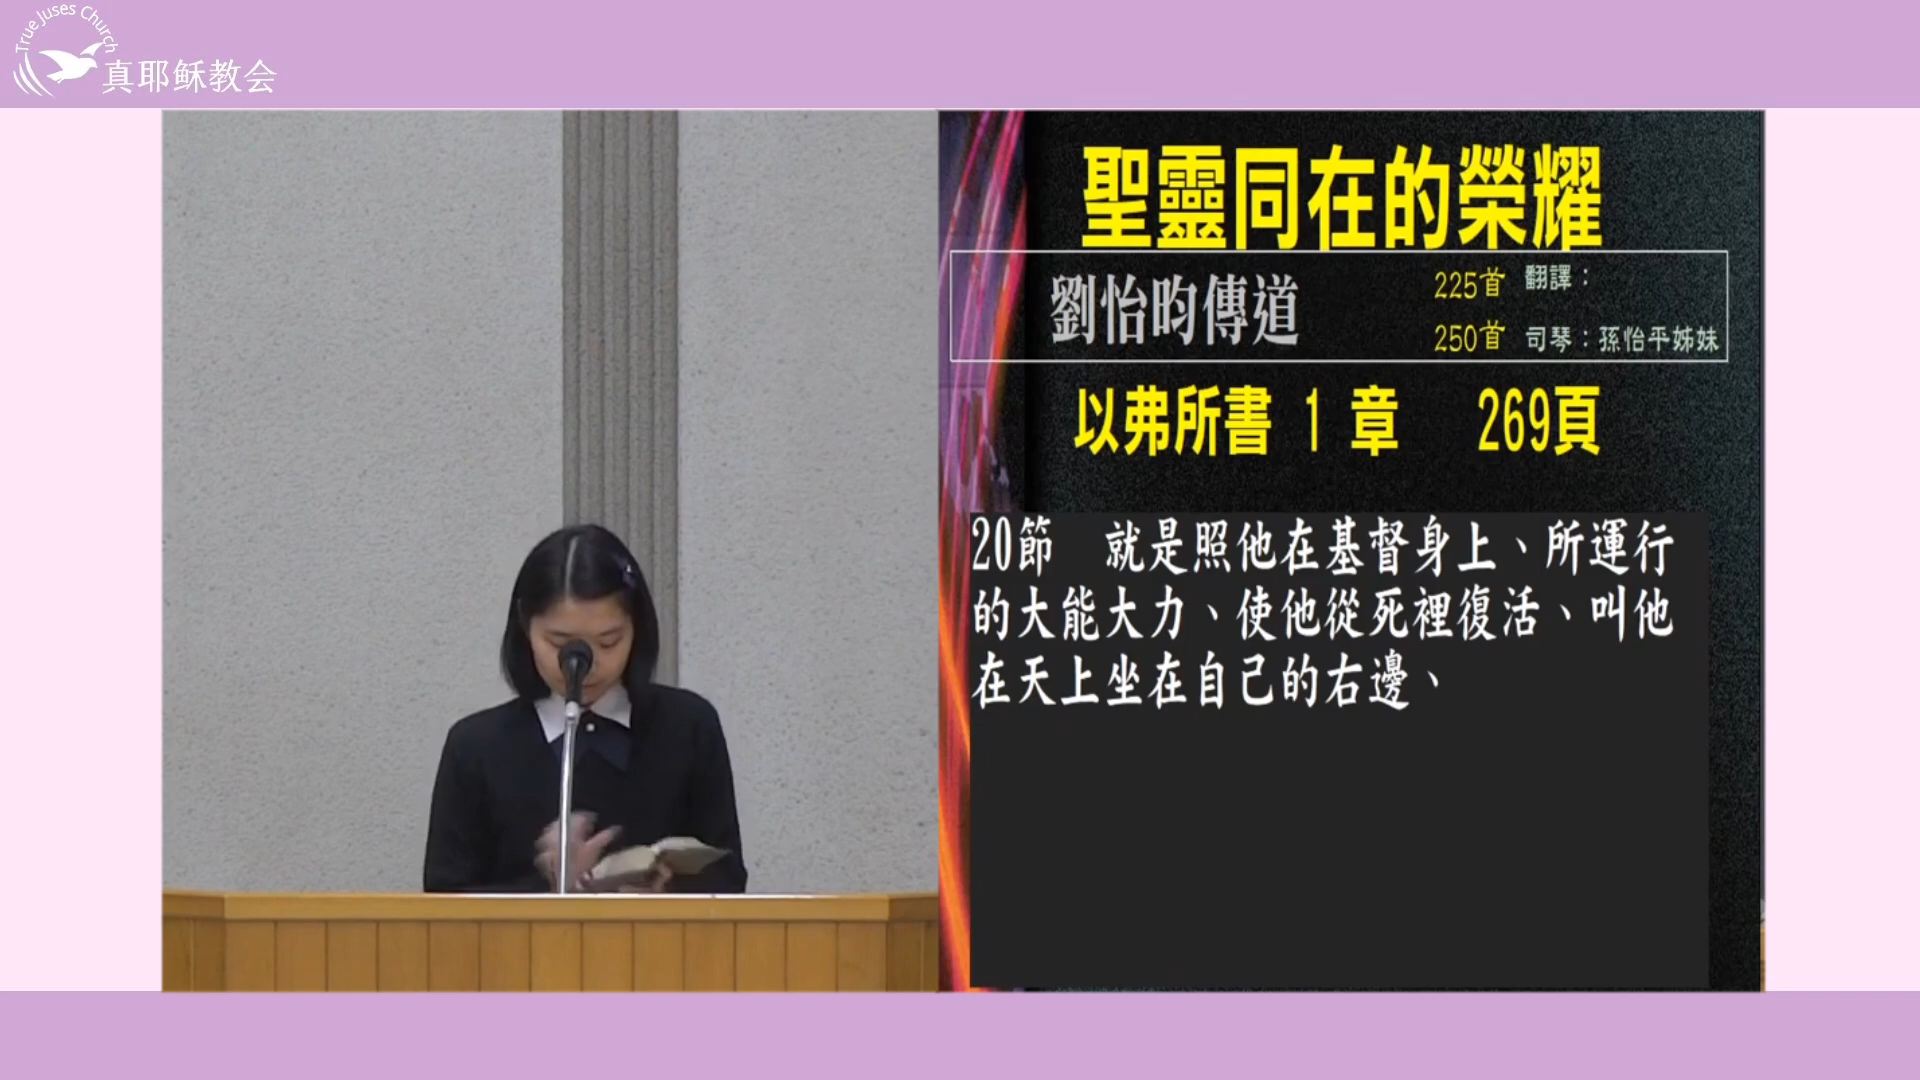 True Juses Church
真耶稣教会
聖靈同在的榮耀
劉怡昀傳道
225首 翻譯：
250首 司琴：孫怡平姊妹
以弗所書 1 章 269頁
20節 就是照他在基督身上、所運行
的大能大力、使他從死裡復活、叫他
在天上坐在自己的右邊、